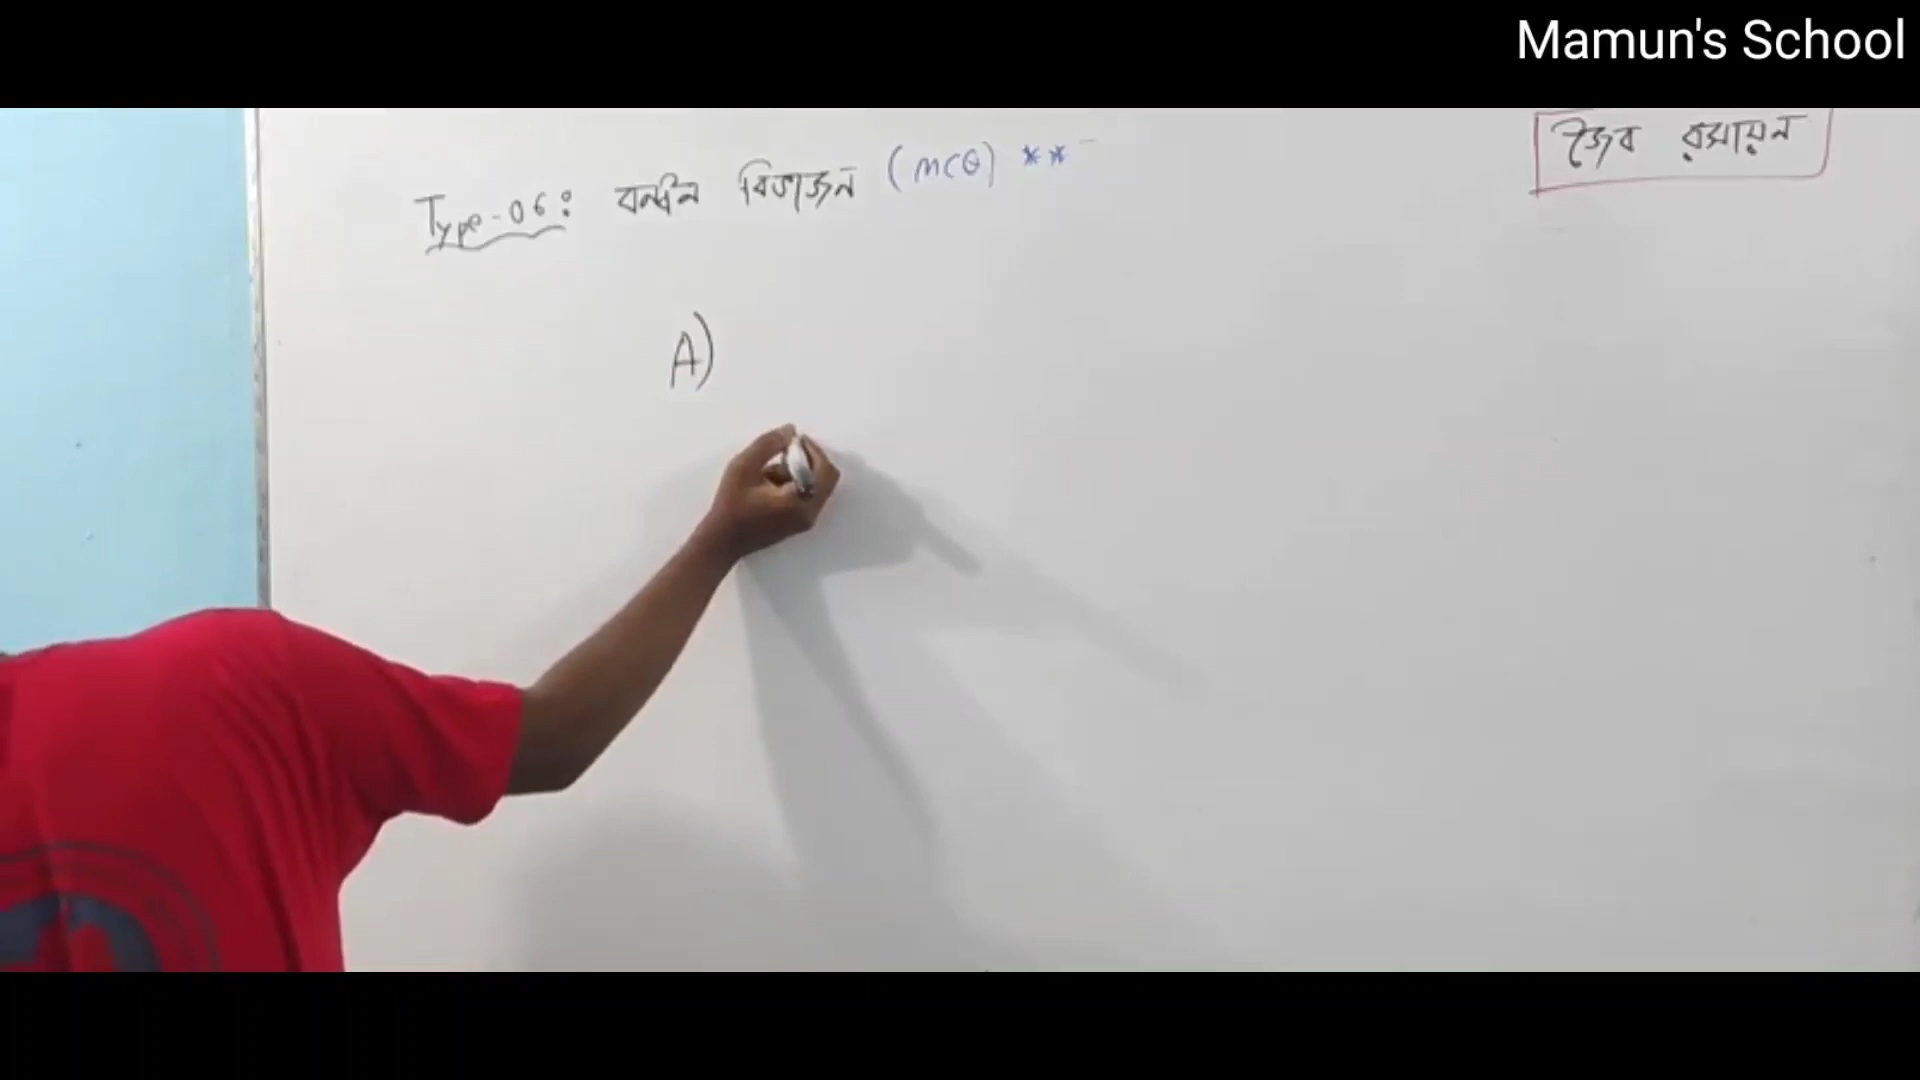 Mamun's School
জৈব রসায়ন
Type-06: বন্ধন বিভাজন (MCQ) **
A)